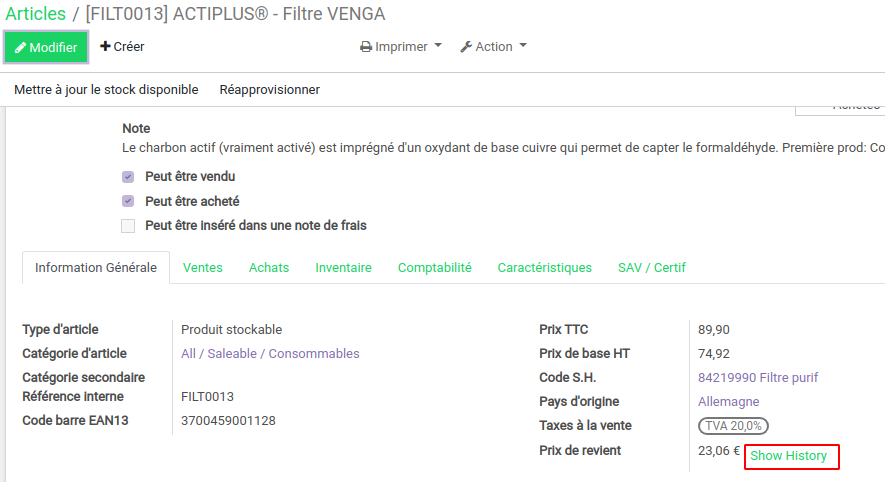 Articles / [FILT0013] ACTIPLUS® - Filtre VENGA
Modifier Créer Imprimer Action
Mettre à jour le stock disponible Réapprovisionner
Note
Le charbon actif (vraiment activé) est imprégné d'un oxydant de base cuivre qui permet de capter le formaldéhyde. Première prod: Co
Peut être vendu
Peut être acheté
Peut être inséré dans une note de frais
Information Générale Ventes Achats Inventaire Comptabilité Caractéristiques SAV / Certif
Type d'article Produit stockable
Catégorie d'article All / Saleable / Consommables
Catégorie secondaire
Référence interne FILT0013
Code barre EAN13 3700459001128
Prix TTC 89,90
Prix de base HT 74,92
Code S.H. 84219990 Filtre purif
Pays d'origine Allemagne
Taxes à la vente TVA 20,0%
Prix de revient 23,06 € Show History